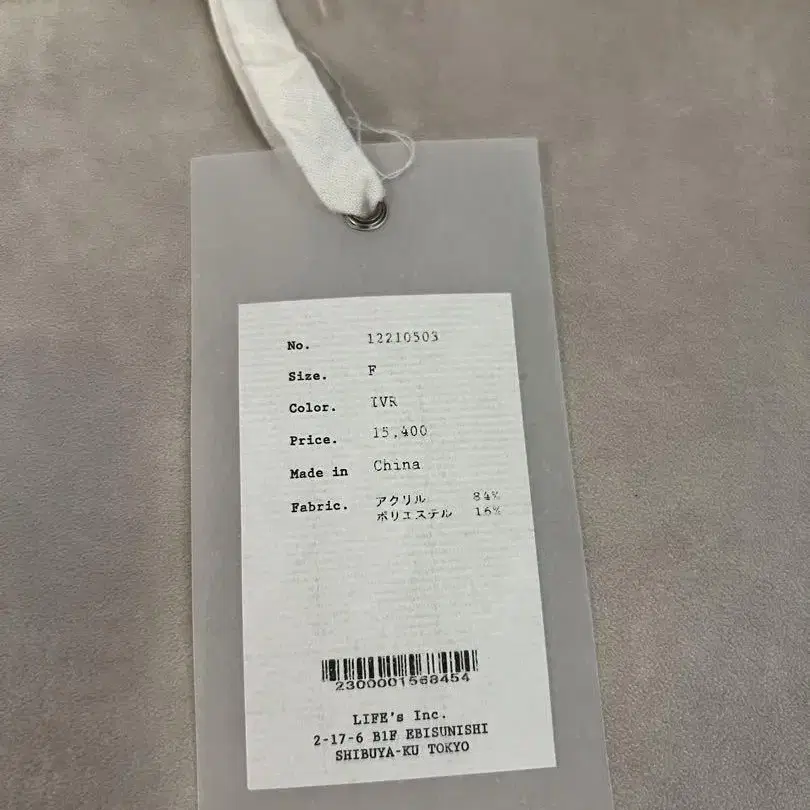 No. 12210503
Size. F
Color. IVR
Price. 15,400
Made in China
Fabric. アクリル 84%
ポリエステル 16%
2300001568454
LIFE's Inc.
2-17-6 B1F EBISUNISHI
SHIBUYA-KU TOKYO